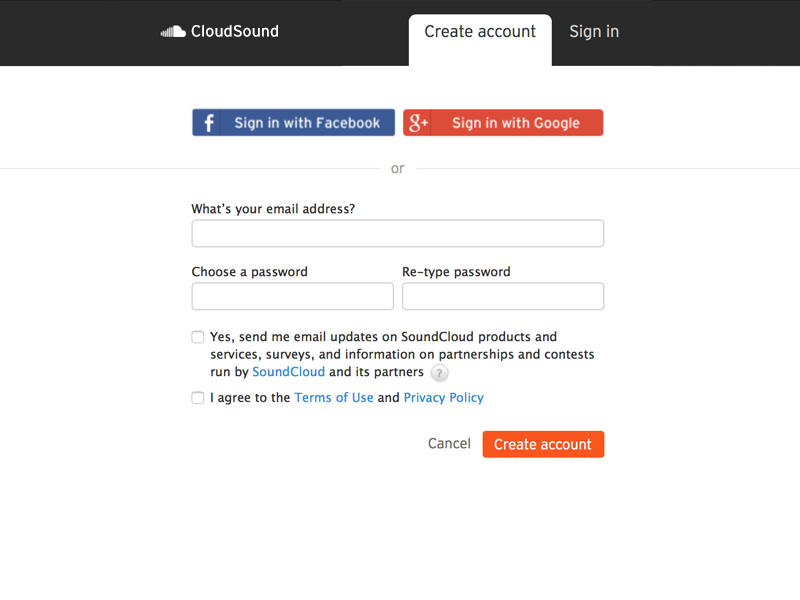 CloudSound
Create account
Sign in
f Sign in with Facebook
g+ Sign in with Google
or
What's your email address?
Choose a password
Re-type password
Yes, send me email updates on SoundCloud products and
services, surveys, and information on partnerships and contests
run by SoundCloud and its partners ?
I agree to the Terms of Use and Privacy Policy
Cancel
Create account